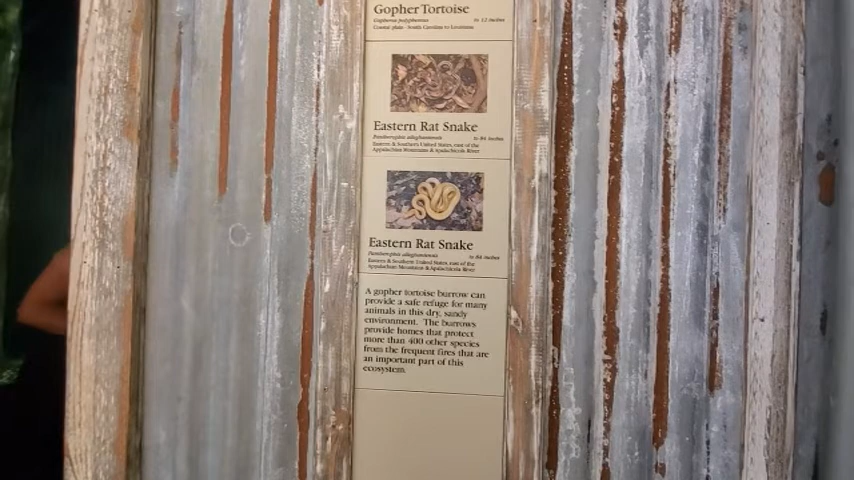 Gopher Tortoise
Gopherus polyphemus to 12 inches
Coastal plain - South Carolina to Louisiana
Eastern Rat Snake
Pantherophis alleghaniensis to 84 inches
Eastern & Southern United States, east of the
Appalachian Mountains & Apalachicola River
Eastern Rat Snake
Pantherophis alleghaniensis to 84 inches
Eastern & Southern United States, east of the
Appalachian Mountains & Apalachicola River
A gopher tortoise burrow can
provide a safe refuge for many
animals in this dry, sandy
environment. The burrows
provide homes that protect
more than 400 other species
from the frequent fires that are
an important part of this
ecosystem.